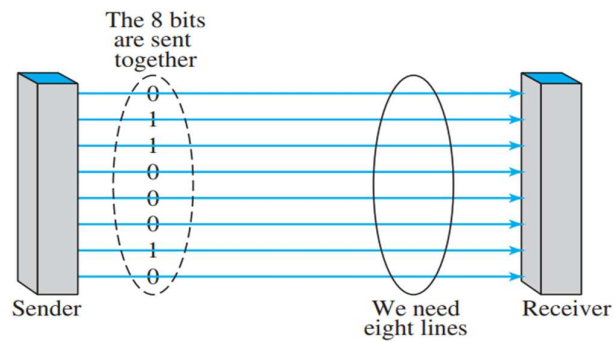 The 8 bits
are sent
together
0
1
1
0
0
0
1
0
Sender
We need
eight lines
Receiver